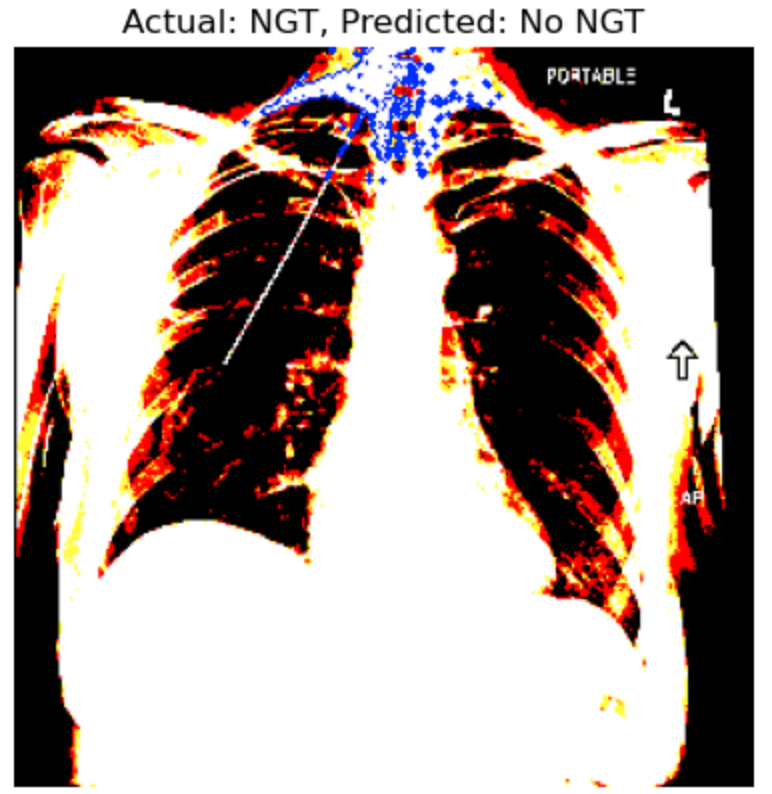 Actual: NGT, Predicted: No NGT
PORTABLE
L
AP